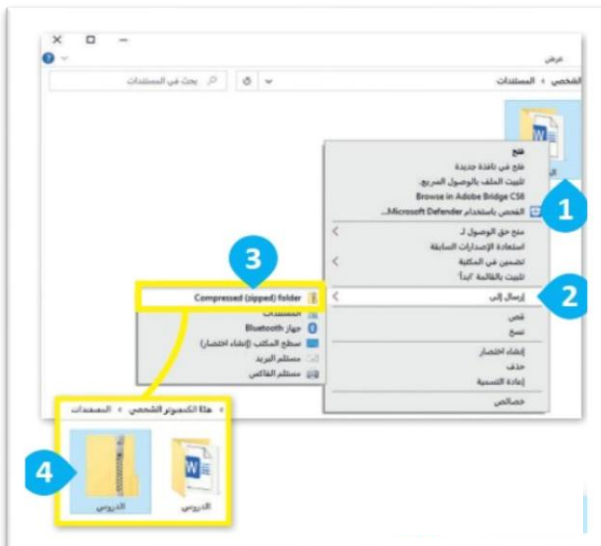 عرض
الشخصي › المستندات
بحث في المستندات
1
فتح
فتح في نافذة جديدة
تثبيت الملف بالوصول السريع.
Browse in Adobe Bridge CS6
الفحص باستخدام Microsoft Defender...
منح حق الوصول لـ
استعادة الإصدارات السابقة
تضمين في المكتبة
تثبيت بالقائمة "ابدأ"
إرسال إلى
2
قص
نسخ
إنشاء اختصار
حذف
إعادة التسمية
خصائص
3
Compressed (zipped) folder
المستندات
جهاز Bluetooth
سطح المكتب (إنشاء اختصار)
مستلم البريد
مستلم الفاكس
هذا الكمبيوتر الشخصي › المستندات
4
الدروس
الدروس